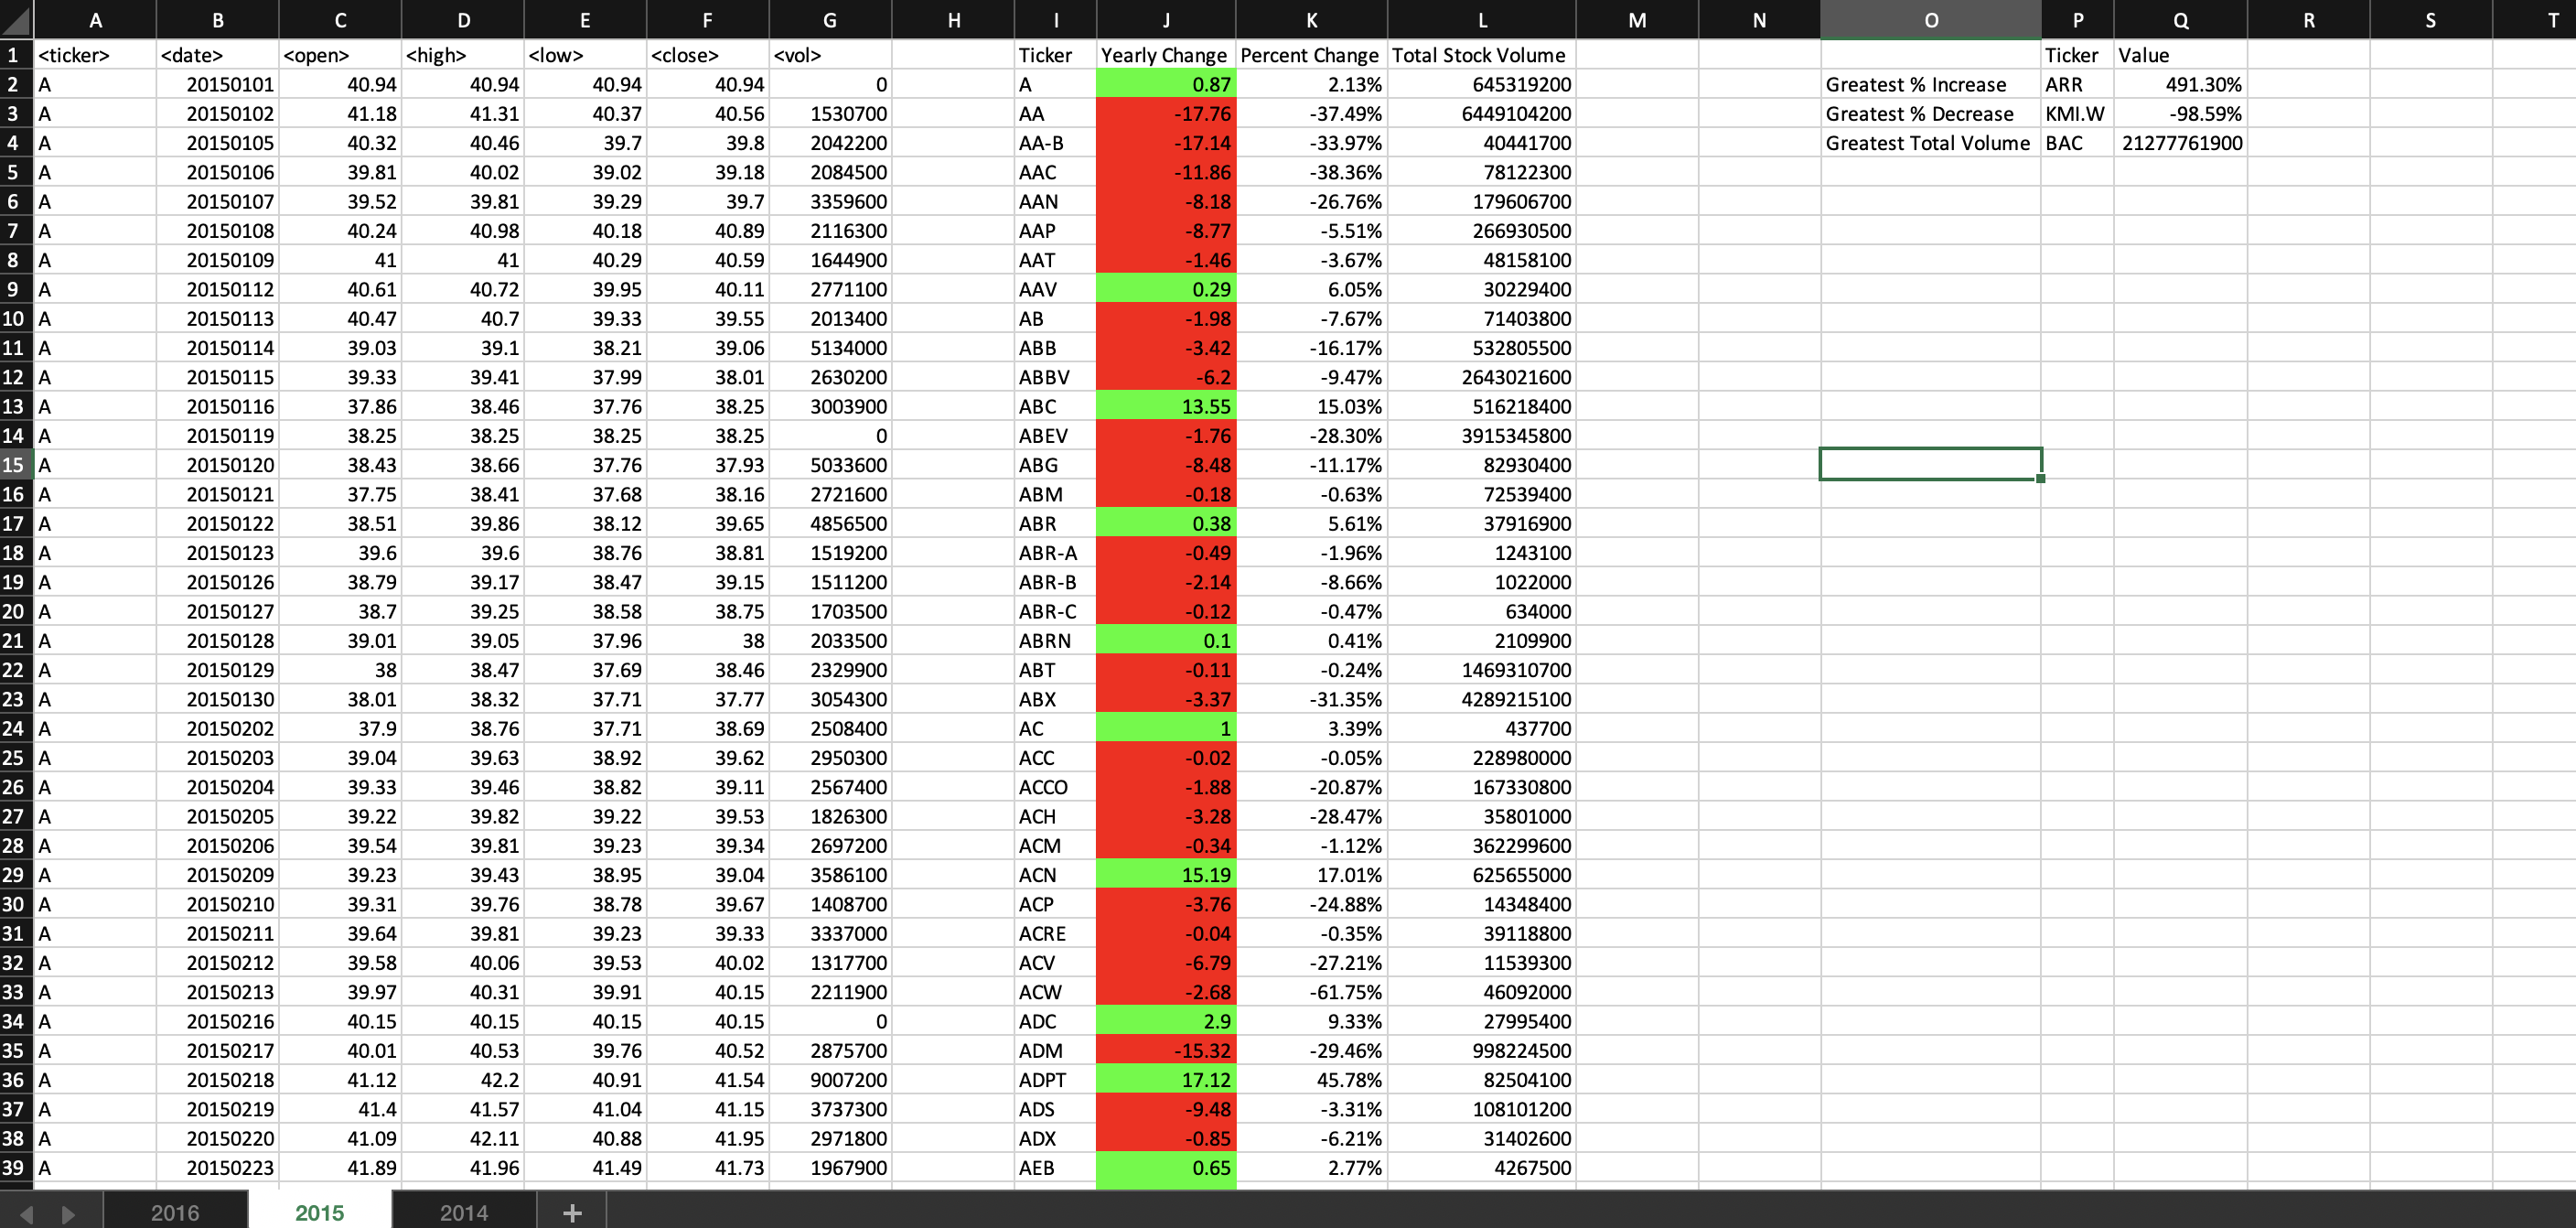 A B C D E F G H I J K L M N O P Q R S T
1 <ticker> <date> <open> <high> <low> <close> <vol> Ticker Yearly Change Percent Change Total Stock Volume Ticker Value
2 A 20150101 40.94 40.94 40.94 40.94 0 A 0.87 2.13% 645319200 Greatest % Increase ARR 491.30%
3 A 20150102 41.18 41.31 40.37 40.56 1530700 AA -17.76 -37.49% 6449104200 Greatest % Decrease KMI.W -98.59%
4 A 20150105 40.32 40.46 39.7 39.8 2042200 AA-B -17.14 -33.97% 40441700 Greatest Total Volume BAC 21277761900
5 A 20150106 39.81 40.02 39.02 39.18 2084500 AAC -11.86 -38.36% 78122300
6 A 20150107 39.52 39.81 39.29 39.7 3359600 AAN -8.18 -26.76% 179606700
7 A 20150108 40.24 40.98 40.18 40.89 2116300 AAP -8.77 -5.51% 266930500
8 A 20150109 41 41 40.29 40.59 1644900 AAT -1.46 -3.67% 48158100
9 A 20150112 40.61 40.72 39.95 40.11 2771100 AAV 0.29 6.05% 30229400
10 A 20150113 40.47 40.7 39.33 39.55 2013400 AB -1.98 -7.67% 71403800
11 A 20150114 39.03 39.1 38.21 39.06 5134000 ABB -3.42 -16.17% 532805500
12 A 20150115 39.33 39.41 37.99 38.01 2630200 ABBV -6.2 -9.47% 2643021600
13 A 20150116 37.86 38.46 37.76 38.25 3003900 ABC 13.55 15.03% 516218400
14 A 20150119 38.25 38.25 38.25 38.25 0 ABEV -1.76 -28.30% 3915345800
15 A 20150120 38.43 38.66 37.76 37.93 5033600 ABG -8.48 -11.17% 82930400
16 A 20150121 37.75 38.41 37.68 38.16 2721600 ABM -0.18 -0.63% 72539400
17 A 20150122 38.51 39.86 38.12 39.65 4856500 ABR 0.38 5.61% 37916900
18 A 20150123 39.6 39.6 38.76 38.81 1519200 ABR-A -0.49 -1.96% 1243100
19 A 20150126 38.79 39.17 38.47 39.15 1511200 ABR-B -2.14 -8.66% 1022000
20 A 20150127 38.7 39.25 38.58 38.75 1703500 ABR-C -0.12 -0.47% 634000
21 A 20150128 39.01 39.05 37.96 38 2033500 ABRN 0.1 0.41% 2109900
22 A 20150129 38 38.47 37.69 38.46 2329900 ABT -0.11 -0.24% 1469310700
23 A 20150130 38.01 38.32 37.71 37.77 3054300 ABX -3.37 -31.35% 4289215100
24 A 20150202 37.9 38.76 37.71 38.69 2508400 AC 1 3.39% 437700
25 A 20150203 39.04 39.63 38.92 39.62 2950300 ACC -0.02 -0.05% 228980000
26 A 20150204 39.33 39.46 38.82 39.11 2567400 ACCO -1.88 -20.87% 167330800
27 A 20150205 39.22 39.82 39.22 39.53 1826300 ACH -3.28 -28.47% 35801000
28 A 20150206 39.54 39.81 39.23 39.34 2697200 ACM -0.34 -1.12% 362299600
29 A 20150209 39.23 39.43 38.95 39.04 3586100 ACN 15.19 17.01% 625655000
30 A 20150210 39.31 39.76 38.78 39.67 1408700 ACP -3.76 -24.88% 14348400
31 A 20150211 39.64 39.81 39.23 39.33 3337000 ACRE -0.04 -0.35% 39118800
32 A 20150212 39.58 40.06 39.53 40.02 1317700 ACV -6.79 -27.21% 11539300
33 A 20150213 39.97 40.31 39.91 40.15 2211900 ACW -2.68 -61.75% 46092000
34 A 20150216 40.15 40.15 40.15 40.15 0 ADC 2.9 9.33% 27995400
35 A 20150217 40.01 40.53 39.76 40.52 2875700 ADM -15.32 -29.46% 998224500
36 A 20150218 41.12 42.2 40.91 41.54 9007200 ADPT 17.12 45.78% 82504100
37 A 20150219 41.4 41.57 41.04 41.15 3737300 ADS -9.48 -3.31% 108101200
38 A 20150220 41.09 42.11 40.88 41.95 2971800 ADX -0.85 -6.21% 31402600
39 A 20150223 41.89 41.96 41.49 41.73 1967900 AEB 0.65 2.77% 4267500
2016 2015 2014 +